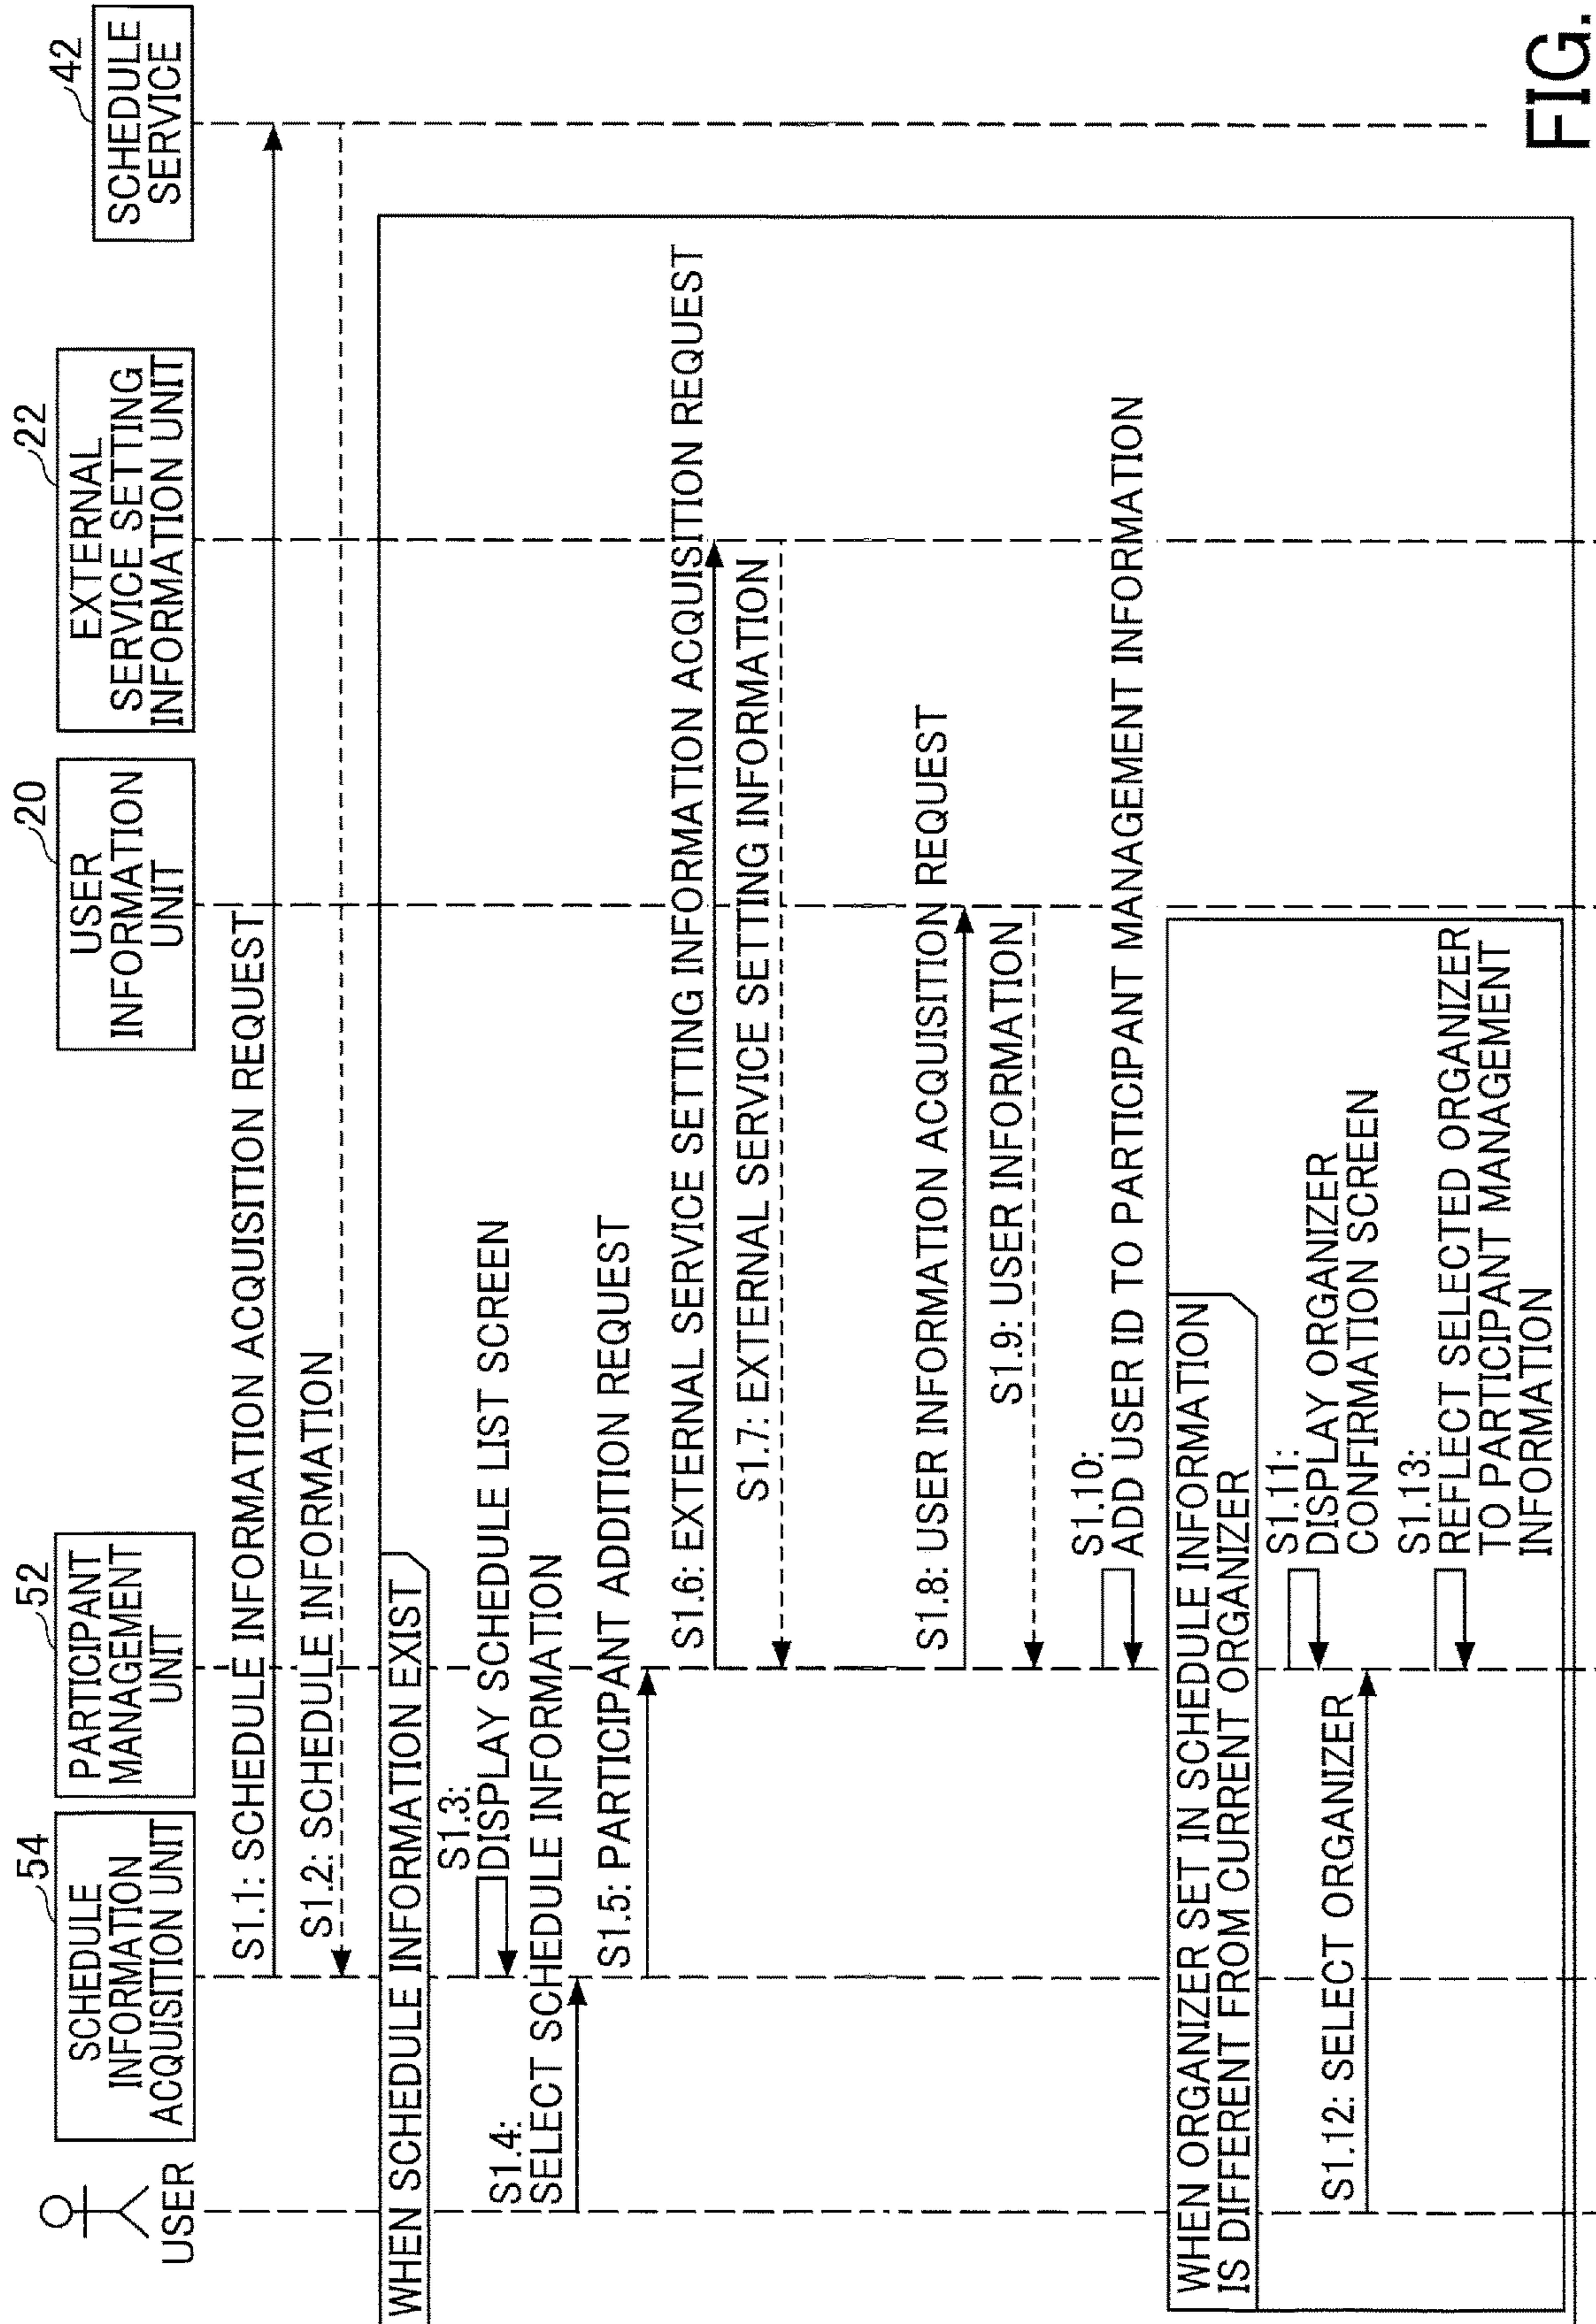 USER
54
SCHEDULE
INFORMATION
ACQUISITION UNIT
52
PARTICIPANT
MANAGEMENT
UNIT
20
USER
INFORMATION
UNIT
22
EXTERNAL
SERVICE SETTING
INFORMATION UNIT
42
SCHEDULE
SERVICE
S1.1: SCHEDULE INFORMATION ACQUISITION REQUEST
S1.2: SCHEDULE INFORMATION
WHEN SCHEDULE INFORMATION EXIST
S1.3:
DISPLAY SCHEDULE LIST SCREEN
S1.4:
SELECT SCHEDULE INFORMATION
S1.5: PARTICIPANT ADDITION REQUEST
S1.6: EXTERNAL SERVICE SETTING INFORMATION ACQUISITION REQUEST
S1.7: EXTERNAL SERVICE SETTING INFORMATION
S1.8: USER INFORMATION ACQUISITION REQUEST
S1.9: USER INFORMATION
S1.10:
ADD USER ID TO PARTICIPANT MANAGEMENT INFORMATION
WHEN ORGANIZER SET IN SCHEDULE INFORMATION
IS DIFFERENT FROM CURRENT ORGANIZER
S1.11:
DISPLAY ORGANIZER
CONFIRMATION SCREEN
S1.12: SELECT ORGANIZER
S1.13:
REFLECT SELECTED ORGANIZER
TO PARTICIPANT MANAGEMENT
INFORMATION
FIG.